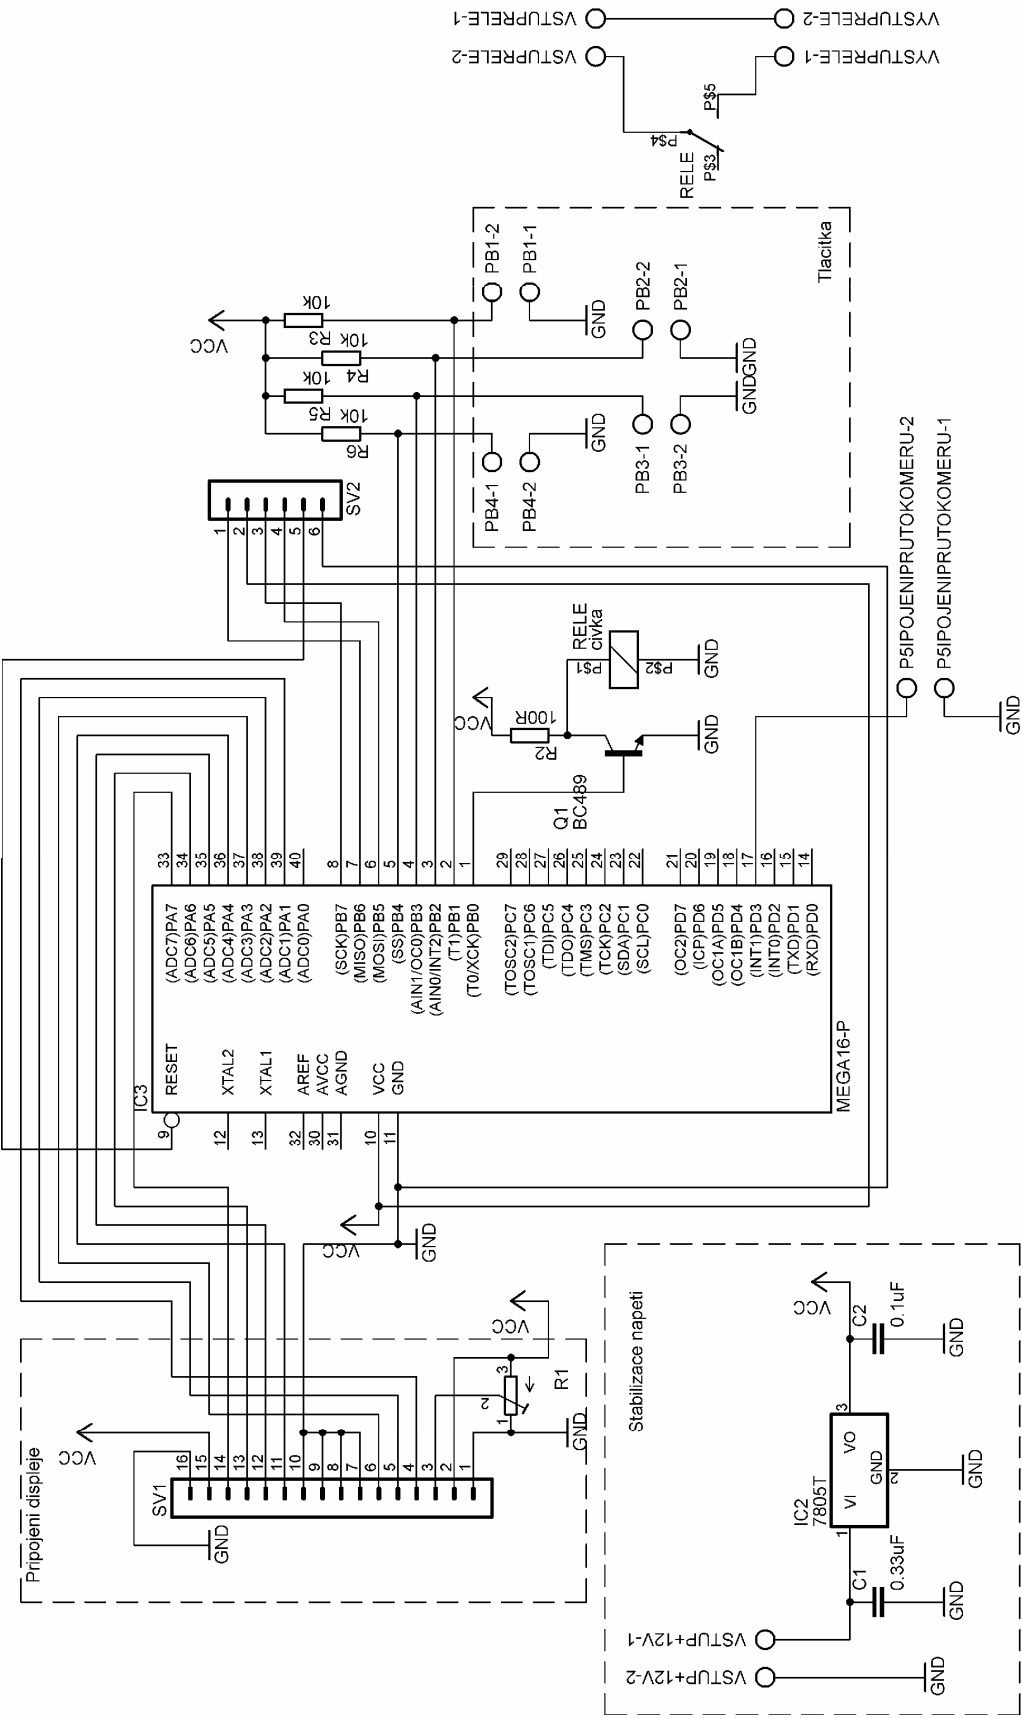 VSTUPRELE-1
VYSTUPRELE-2
VSTUPRELE-2
VYSTUPRELE-1
P$5
P$4
P$3
RELE
VCC
10k
R3
10k
R4
10k
R5
10k
R6
PB1-2
PB1-1
GND
PB2-2
PB2-1
GND
GND
PB3-1
PB3-2
GND
PB4-1
PB4-2
Tlacitka
SV2
1
2
3
4
5
6
P5IPOJENIPRUTOKOMERU-2
P5IPOJENIPRUTOKOMERU-1
GND
RELE
civka
P$1
P$2
GND
VCC
100R
R2
GND
Q1
BC489
33
34
35
36
37
38
39
40
8
7
6
5
4
3
2
1
29
28
27
26
25
24
23
22
21
20
19
18
17
16
15
14
(ADC7)PA7
(ADC6)PA6
(ADC5)PA5
(ADC4)PA4
(ADC3)PA3
(ADC2)PA2
(ADC1)PA1
(ADC0)PA0
(SCK)PB7
(MISO)PB6
(MOSI)PB5
(SS)PB4
(AIN1/OC0)PB3
(AIN0/INT2)PB2
(T1)PB1
(T0/XCK)PB0
(TOSC2)PC7
(TOSC1)PC6
(TDI)PC5
(TDO)PC4
(TMS)PC3
(TCK)PC2
(SDA)PC1
(SCL)PC0
(OC2)PD7
(ICP)PD6
(OC1A)PD5
(OC1B)PD4
(INT1)PD3
(INT0)PD2
(TXD)PD1
(RXD)PD0
IC3
RESET
XTAL2
XTAL1
AREF
AVCC
AGND
VCC
GND
MEGA16-P
9
12
13
32
30
31
10
11
VCC
GND
Pripojeni displeje
VCC
SV1
16
15
14
13
12
11
10
9
8
7
6
5
4
3
2
1
GND
VCC
R1
3
2
1
GND
Stabilizace napeti
VCC
C2
0.1uF
GND
IC2
7805T
VI
VO
GND
1
2
3
GND
C1
0.33uF
GND
VSTUP+12V-1
VSTUP+12V-2
GND